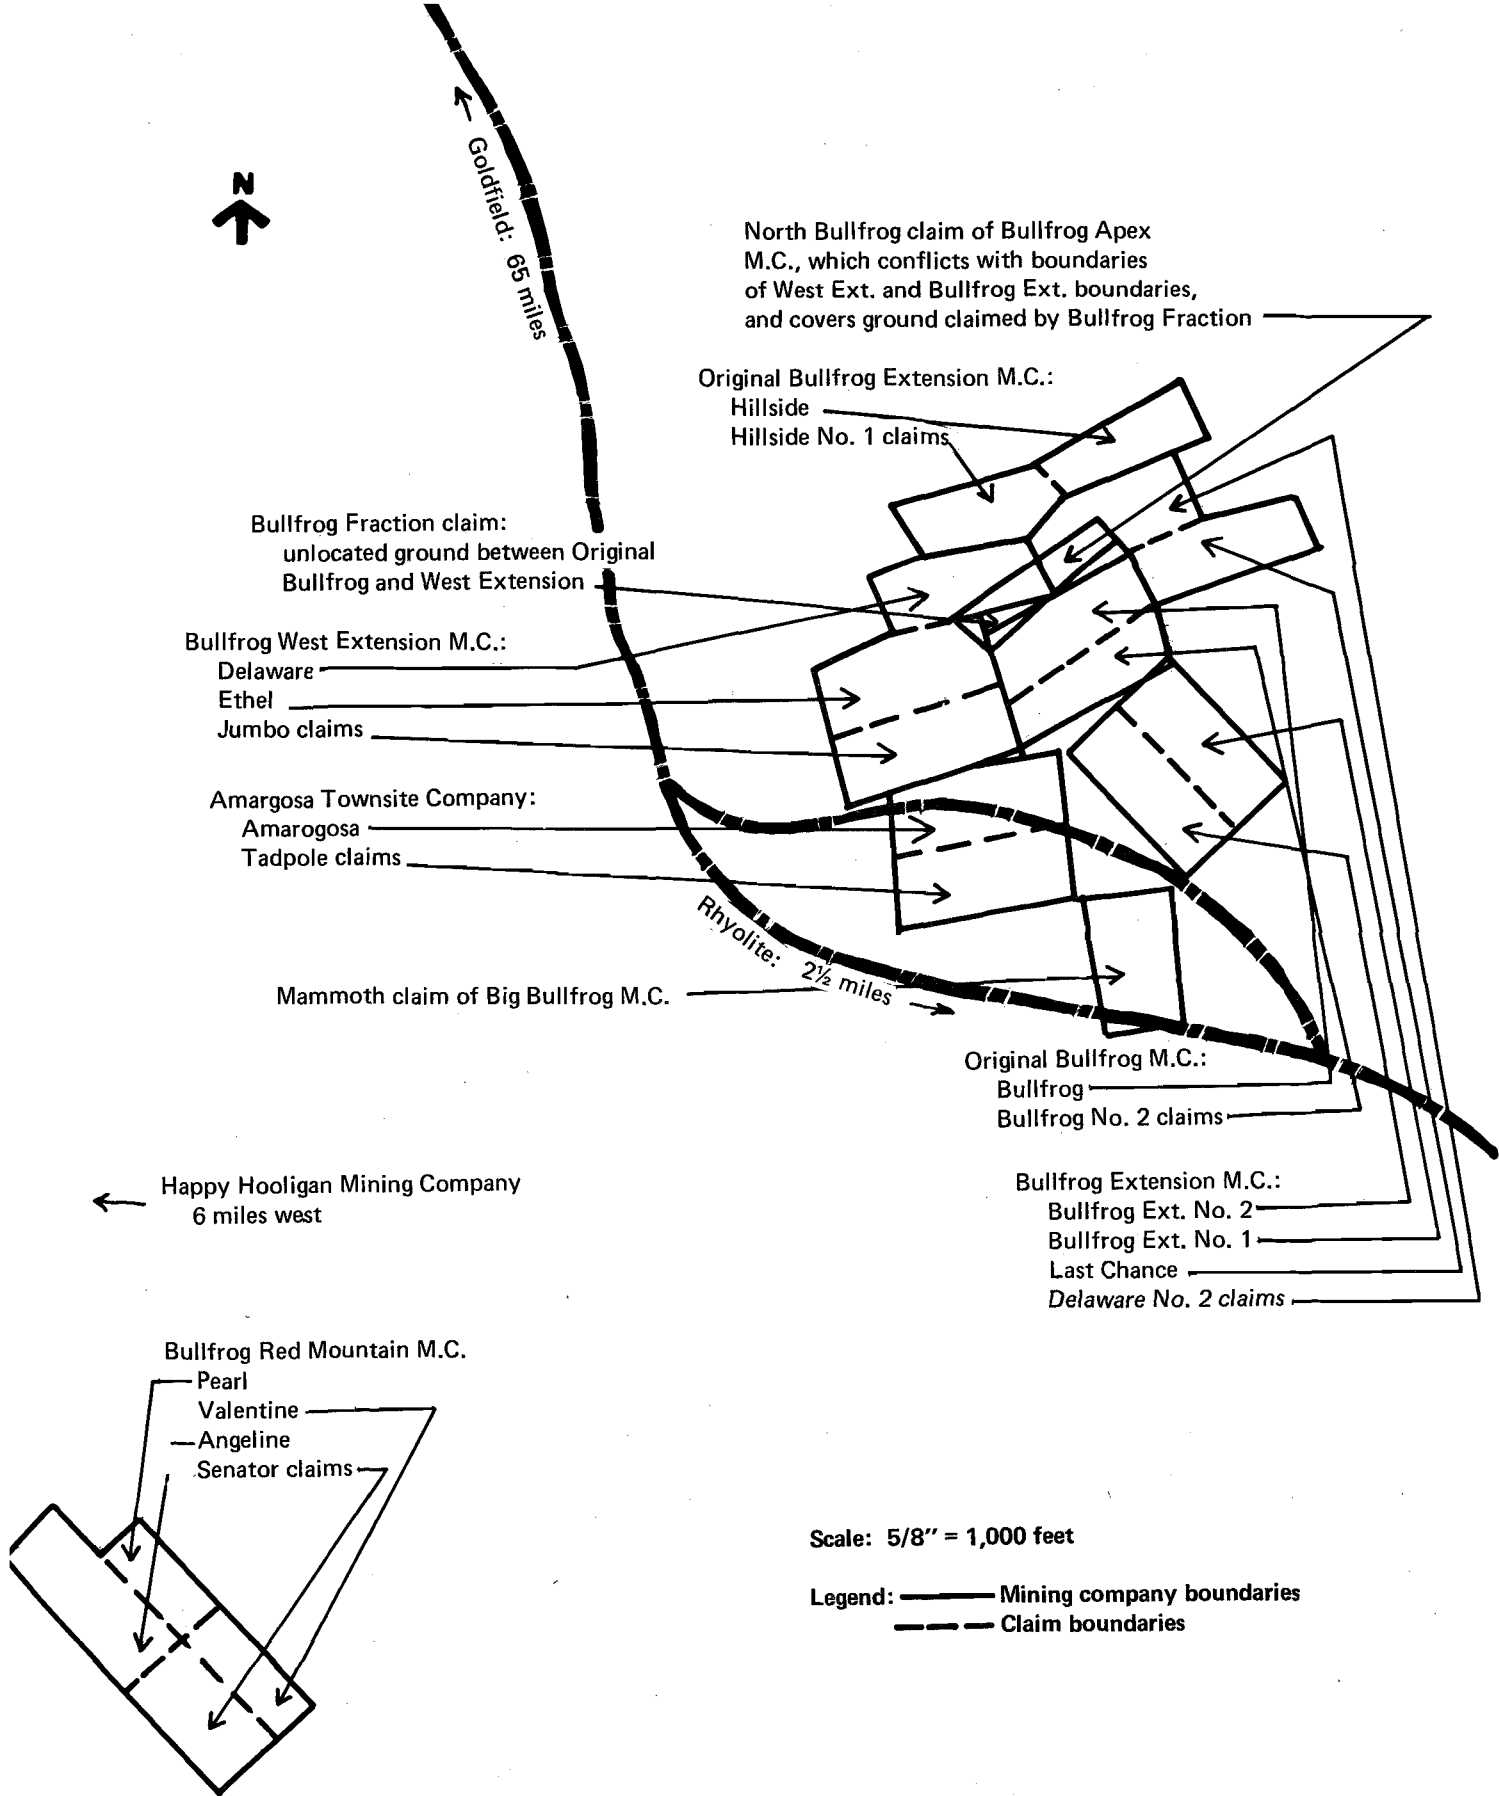 N
Goldfield: 65 miles
North Bullfrog claim of Bullfrog Apex
M.C., which conflicts with boundaries
of West Ext. and Bullfrog Ext. boundaries,
and covers ground claimed by Bullfrog Fraction
Original Bullfrog Extension M.C.:
Hillside
Hillside No. 1 claims
Bullfrog Fraction claim:
unlocated ground between Original
Bullfrog and West Extension
Bullfrog West Extension M.C.:
Delaware
Ethel
Jumbo claims
Amargosa Townsite Company:
Amarogosa
Tadpole claims
Rhyolite: 2½ miles
Mammoth claim of Big Bullfrog M.C.
Original Bullfrog M.C.:
Bullfrog
Bullfrog No. 2 claims
Happy Hooligan Mining Company
6 miles west
Bullfrog Extension M.C.:
Bullfrog Ext. No. 2
Bullfrog Ext. No. 1
Last Chance
Delaware No. 2 claims
Bullfrog Red Mountain M.C.
Pearl
Valentine
Angeline
Senator claims
Scale: 5/8" = 1,000 feet
Legend: Mining company boundaries
Claim boundaries